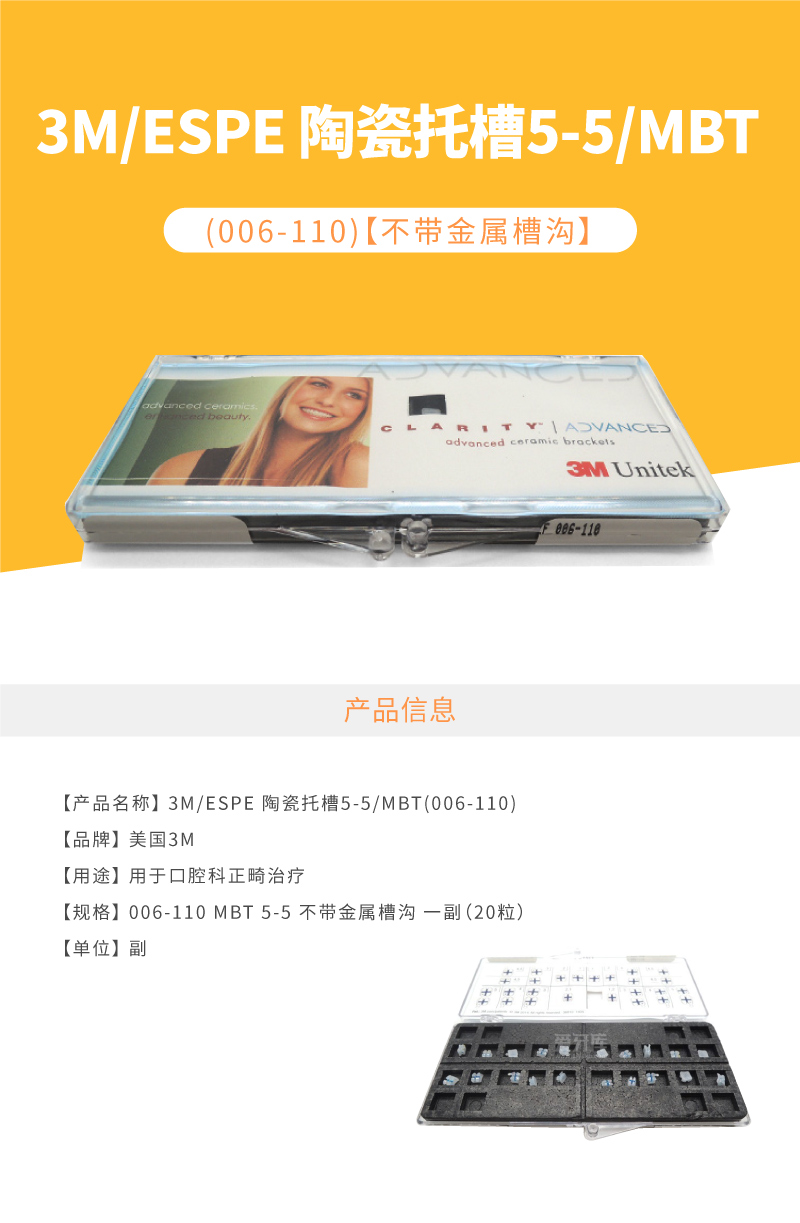 3M/ESPE 陶瓷托槽5-5/MBT
(006-110)【不带金属槽沟】
ADVANCED
advanced ceramics.
enhanced beauty.
CLARITY™ | ADVANCED
advanced ceramic brackets
3M Unitek
F 006-110
产品信息
【产品名称】3M/ESPE 陶瓷托槽5-5/MBT(006-110)
【品牌】美国3M
【用途】用于口腔科正畸治疗
【规格】006-110 MBT 5-5 不带金属槽沟 一副（20粒）
【单位】副